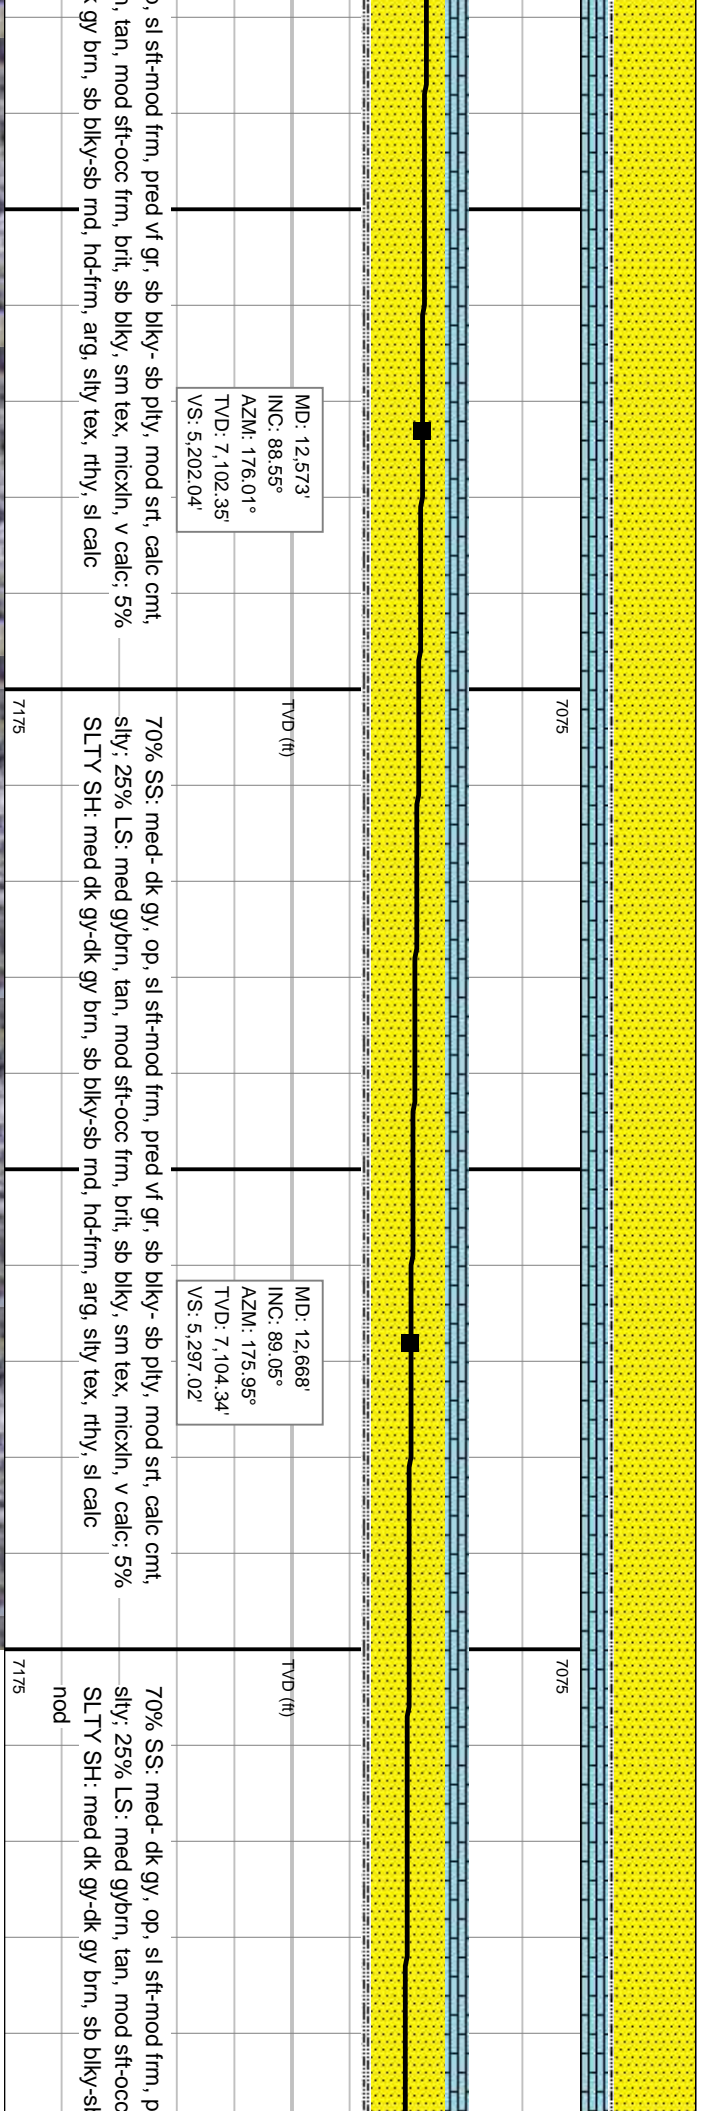 o, sl sft-mod frm, pred vf gr, sb blky- sb plty, mod srt, calc cmt,
n, tan, mod sft-occ frm, brit, sb blky, sm tex, micxln, v calc; 5%
k gy brn, sb blky-sb rnd, hd-frm, arg, slty tex, rthy, sl calc
MD: 12,573'
INC: 88.55°
AZM: 176.01°
TVD: 7,102.35'
VS: 5,202.04'
7075
TVD (ft)
7175
70% SS: med- dk gy, op, sl sft-mod frm, pred vf gr, sb blky- sb plty, mod srt, calc cmt,
slty; 25% LS: med gybrn, tan, mod sft-occ frm, brit, sb blky, sm tex, micxln, v calc; 5%
SLTY SH: med dk gy-dk gy brn, sb blky-sb rnd, hd-frm, arg, slty tex, rthy, sl calc
MD: 12,668'
INC: 89.05°
AZM: 175.95°
TVD: 7,104.34'
VS: 5,297.02'
7075
TVD (ft)
7175
70% SS: med- dk gy, op, sl sft-mod frm, p
slty; 25% LS: med gybrn, tan, mod sft-occ
SLTY SH: med dk gy-dk gy brn, sb blky-sb
nod